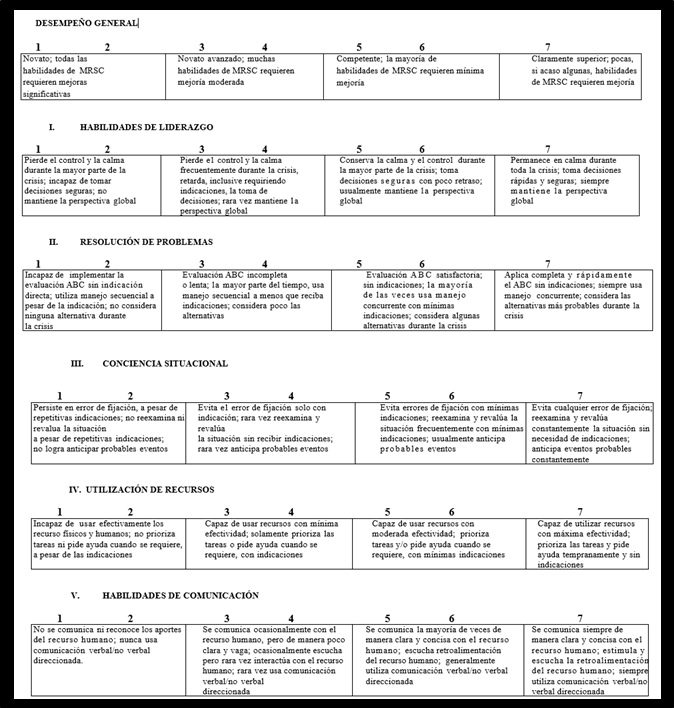 DESEMPEÑO GENERAL
1 2 3 4 5 6 7
Novato; todas las
habilidades de MRSC
requieren mejoras
significativas
Novato avanzado; muchas
habilidades de MRSC requieren
mejoría moderada
Competente; la mayoría de
habilidades de MRSC requieren mínima
mejoría
Claramente superior; pocas,
si acaso algunas, habilidades
de MRSC requieren mejoría
I. HABILIDADES DE LIDERAZGO
1 2 3 4 5 6 7
Pierde el control y la calma
durante la mayor parte de la
crisis; incapaz de tomar
decisiones seguras; no
mantiene la perspectiva global
Pierde el control y la calma
frecuentemente durante la crisis,
retarda, inclusive requiriendo
indicaciones, la toma de
decisiones; rara vez mantiene la
perspectiva global
Conserva la calma y el control durante
la mayor parte de la crisis; toma
decisiones seguras con poco retraso;
usualmente mantiene la perspectiva
global
Permanece en calma durante
toda la crisis; toma decisiones
rápidas y seguras; siempre
mantiene la perspectiva
global
II. RESOLUCIÓN DE PROBLEMAS
1 2 3 4 5 6 7
Incapaz de implementar la
evaluación ABC sin indicación
directa; utiliza manejo secuencial a
pesar de la indicación; no considera
ninguna alternativa durante
la crisis
Evaluación ABC incompleta
o lenta; la mayor parte del tiempo, usa
manejo secuencial a menos que reciba
indicaciones; considera poco las
alternativas
Evaluación ABC satisfactoria;
sin indicaciones; la mayoría
de las veces usa manejo
concurrente con mínimas
indicaciones; considera algunas
alternativas durante la crisis
Aplica completa y rápidamente
el ABC sin indicaciones; siempre usa
manejo concurrente; considera las
alternativas más probables durante la
crisis
III. CONCIENCIA SITUACIONAL
1 2 3 4 5 6 7
Persiste en error de fijación, a pesar de
repetitivas indicaciones; no reexamina ni
revalua la situación
a pesar de repetitivas indicaciones;
no logra anticipar probables eventos
Evita el error de fijación solo con
indicación; rara vez reexamina y
revalúa
la situación sin recibir indicaciones;
rara vez anticipa probables eventos
Evita errores de fijación con mínimas
indicaciones; reexamina y revalúa la
situación frecuentemente con mínimas
indicaciones; usualmente anticipa
probables eventos
Evita cualquier error de fijación;
reexamina y revalúa
constantemente la situación sin
necesidad de indicaciones;
anticipa eventos probables
constantemente
IV. UTILIZACIÓN DE RECURSOS
1 2 3 4 5 6 7
Incapaz de usar efectivamente los
recurso físicos y humanos; no prioriza
tareas ni pide ayuda cuando se requiere,
a pesar de las indicaciones
Capaz de usar recursos con mínima
efectividad; solamente prioriza las
tareas o pide ayuda cuando se
requiere, con indicaciones
Capaz de usar recursos con
moderada efectividad; prioriza
tareas y/o pide ayuda cuando se
requiere, con mínimas indicaciones
Capaz de utilizar recursos
con máxima efectividad;
prioriza las tareas y pide
ayuda tempranamente y sin
indicaciones
V. HABILIDADES DE COMUNICACIÓN
1 2 3 4 5 6 7
No se comunica ni reconoce los aportes
del recurso humano; nunca usa
comunicación verbal/no verbal
direccionada.
Se comunica ocasionalmente con el
recurso humano, pero de manera poco
clara y vaga; ocasionalmente escucha
pero rara vez interactúa con el recurso
humano; rara vez usa comunicación
verbal/no verbal
direccionada
Se comunica la mayoría de veces de
manera clara y concisa con el recurso
humano; escucha retroalimentación
del recurso humano; generalmente
utiliza comunicación verbal/no verbal
direccionada
Se comunica siempre de
manera clara y concisa con el
recurso humano; estimula y
escucha la retroalimentación
del recurso humano; siempre
utiliza comunicación verbal/no
verbal direccionada